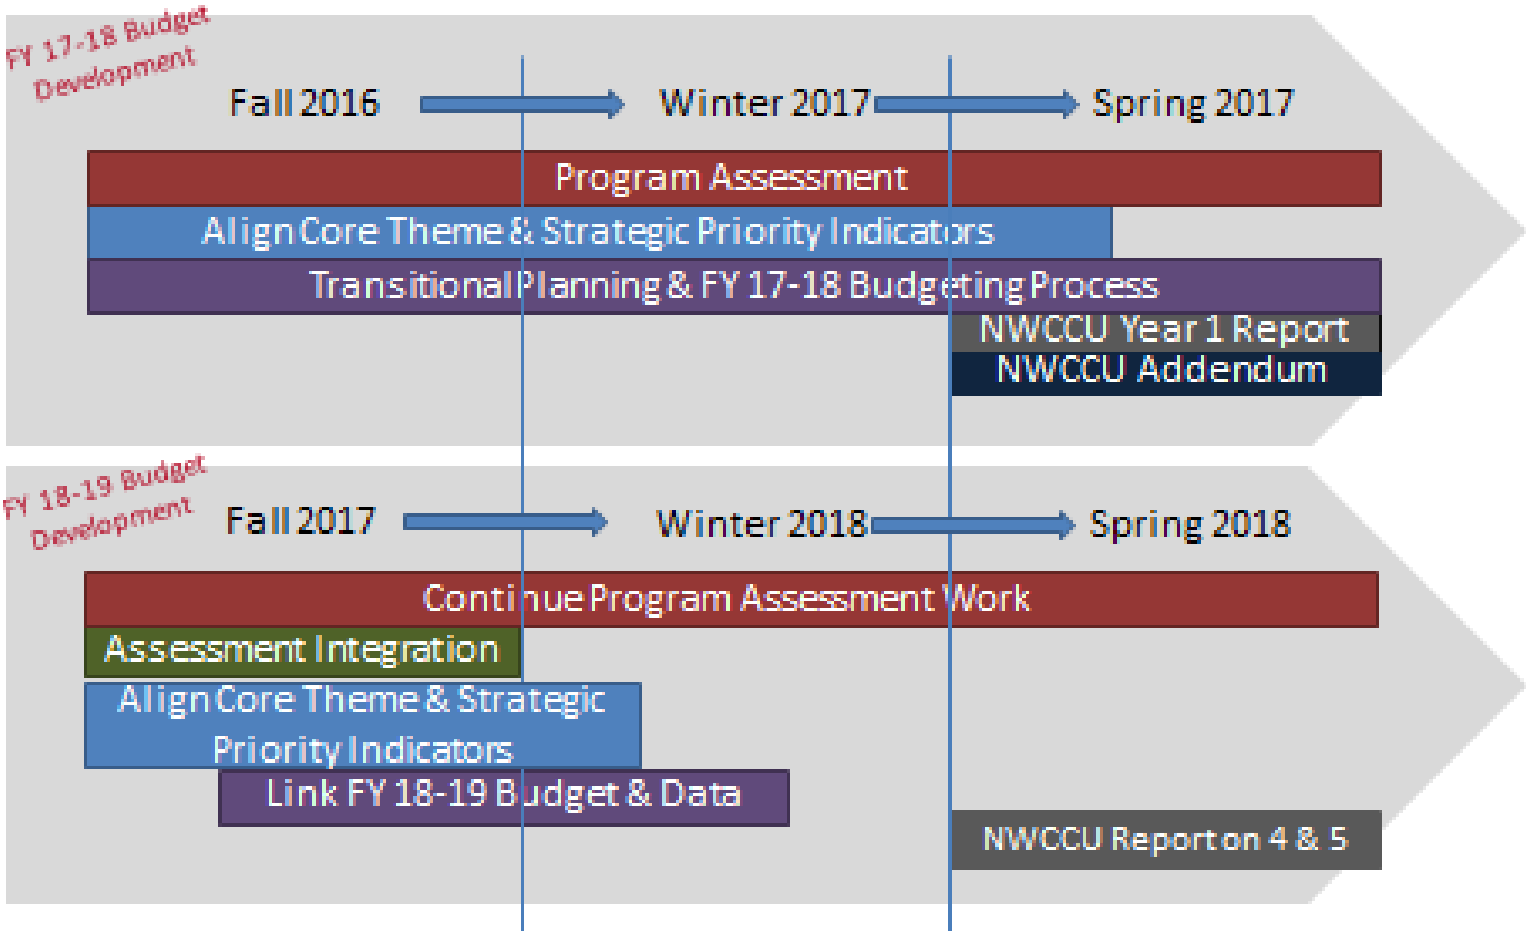 FY 17-18 Budget
Development
Fall 2016 Winter 2017 Spring 2017
Program Assessment
Align Core Theme & Strategic Priority Indicators
Transitional Planning & FY 17-18 Budgeting Process
NWCCU Year 1 Report
NWCCU Addendum
FY 18-19 Budget
Development
Fall 2017 Winter 2018 Spring 2018
Continue Program Assessment Work
Assessment Integration
Align Core Theme & Strategic
Priority Indicators
Link FY 18-19 Budget & Data
NWCCU Report on 4 & 5